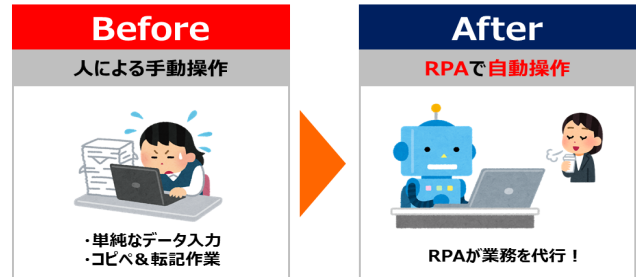 Before
人による手動操作
・単純なデータ入力
・コピペ＆転記作業
After
RPAで自動操作
RPAが業務を代行！